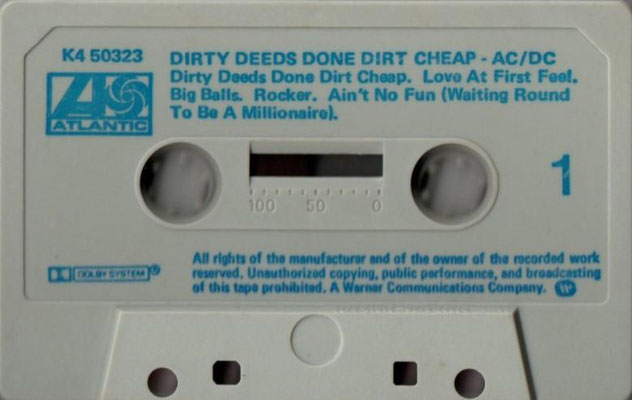 K4 50323
DIRTY DEEDS DONE DIRT CHEAP - AC/DC
Dirty Deeds Done Dirt Cheap. Love At First Feel.
Big Balls. Rocker. Ain't No Fun (Waiting Round
To Be A Millionaire).
ATLANTIC
1
100 50 0
All rights of the manufacturer and of the owner of the recorded work
reserved. Unauthorized copying, public performance, and broadcasting
of this tape prohibited. A Warner Communications Company.
DOLBY SYSTEM